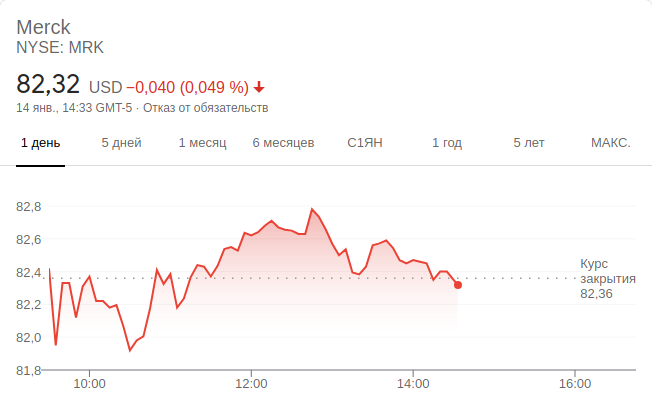 Merck
NYSE: MRK
82,32 USD −0,040 (0,049 %)
14 янв., 14:33 GMT-5 · Отказ от обязательств
1 день 5 дней 1 месяц 6 месяцев С1ЯН 1 год 5 лет МАКС.
82,8
82,6
82,4
82,2
82,0
81,8
Курс
закрытия
82,36
10:00 12:00 14:00 16:00